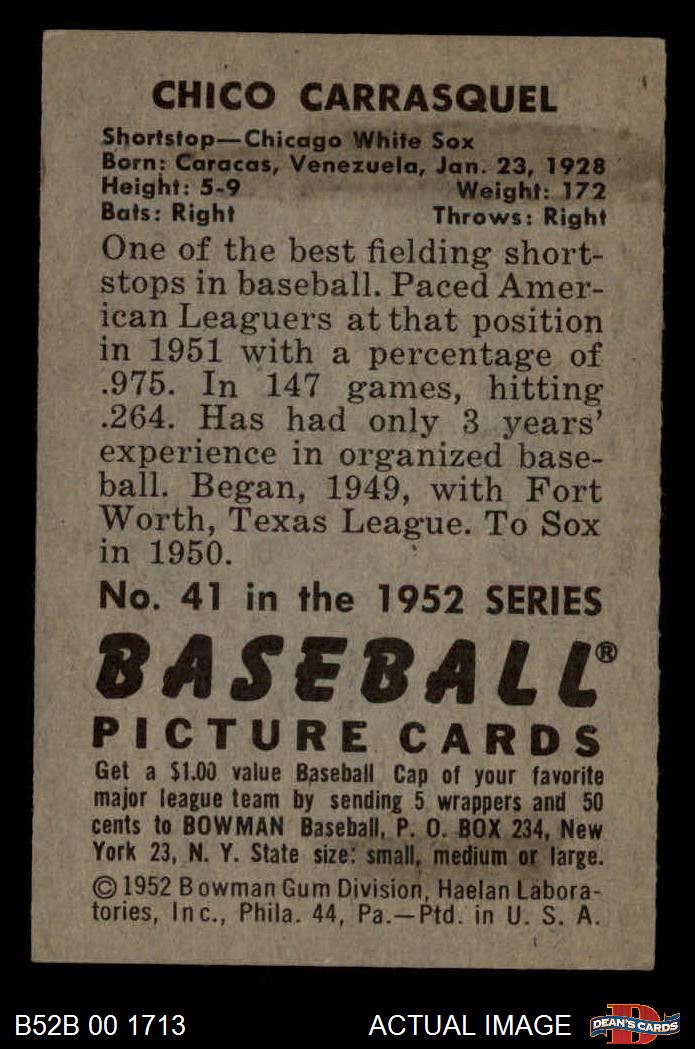 CHICO CARRASQUEL
Shortstop—Chicago White Sox
Born: Caracas, Venezuela, Jan. 23, 1928
Height: 5-9 Weight: 172
Bats: Right Throws: Right
One of the best fielding short-
stops in baseball. Paced Amer-
ican Leaguers at that position
in 1951 with a percentage of
.975. In 147 games, hitting
.264. Has had only 3 years'
experience in organized base-
ball. Began, 1949, with Fort
Worth, Texas League. To Sox
in 1950.
No. 41 in the 1952 SERIES
BASEBALL®
PICTURE CARDS
Get a $1.00 value Baseball Cap of your favorite
major league team by sending 5 wrappers and 50
cents to BOWMAN Baseball, P. O. BOX 234, New
York 23, N. Y. State size: small, medium or large.
©1952 Bowman Gum Division, Haelan Labora-
tories, Inc., Phila. 44, Pa.—Ptd. in U. S. A.
B52B 00 1713 ACTUAL IMAGE D DEAN'S CARDS